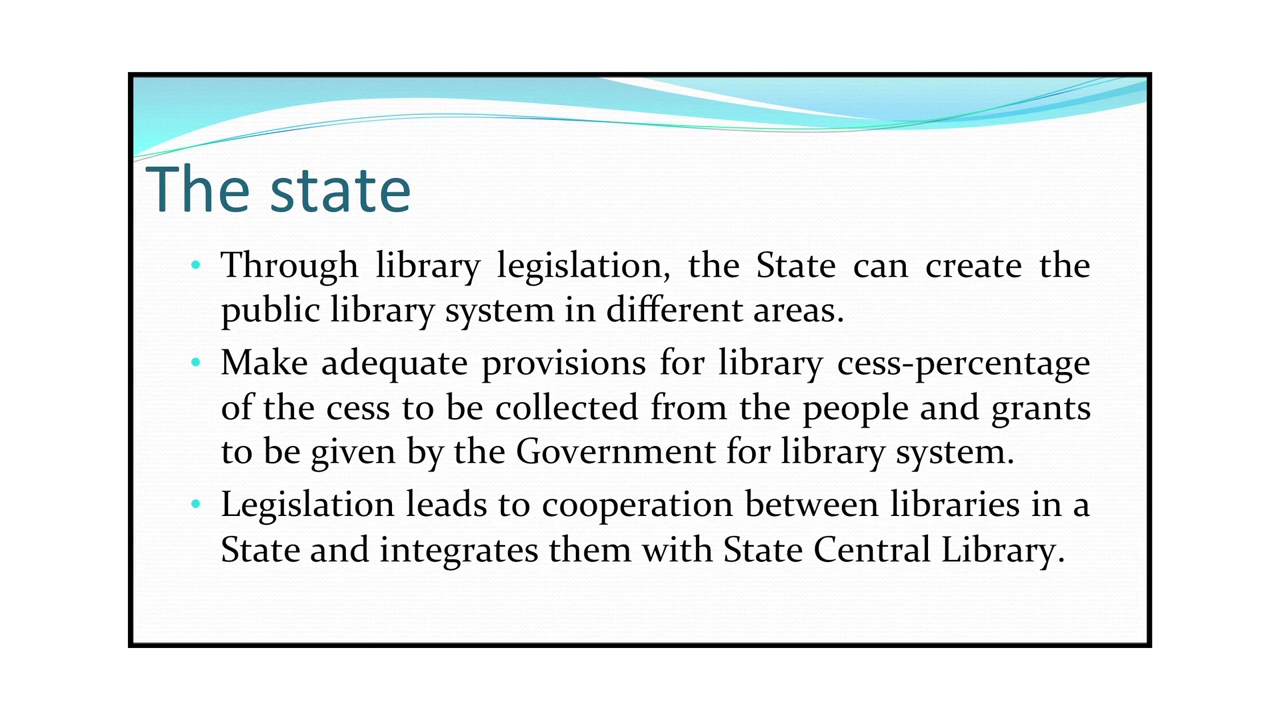 The state
• Through library legislation, the State can create the
public library system in different areas.
• Make adequate provisions for library cess-percentage
of the cess to be collected from the people and grants
to be given by the Government for library system.
• Legislation leads to cooperation between libraries in a
State and integrates them with State Central Library.